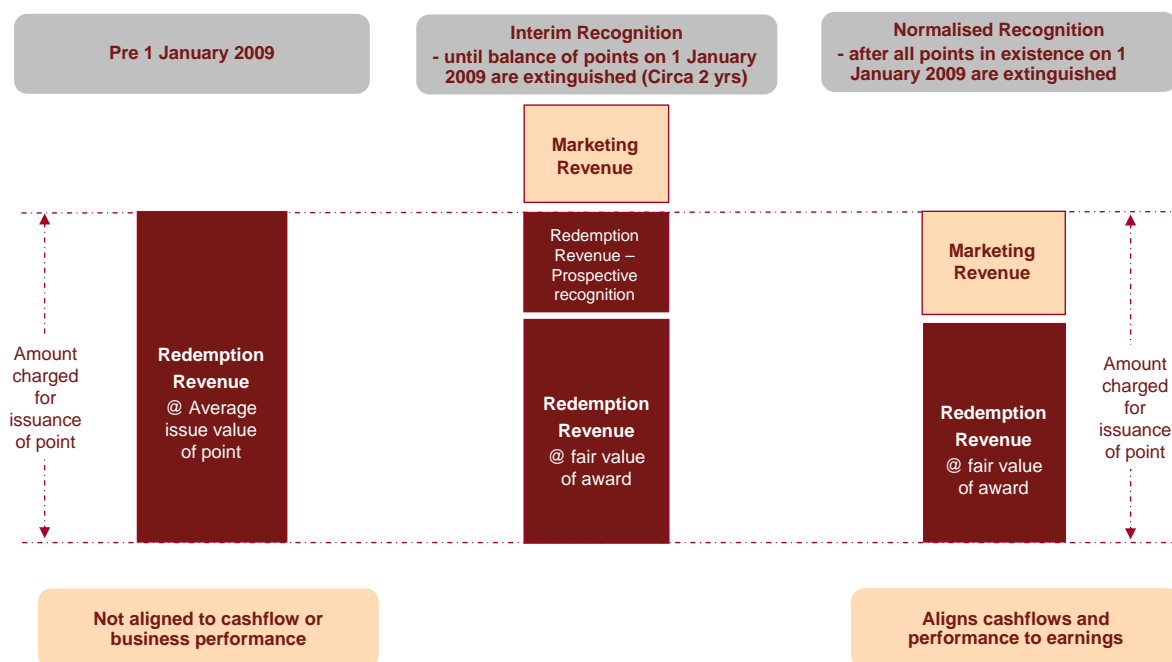 Pre 1 January 2009
Interim Recognition
- until balance of points on 1 January
2009 are extinguished (Circa 2 yrs)
Normalised Recognition
- after all points in existence on 1
January 2009 are extinguished
Amount
charged
for
issuance
of point
Redemption
Revenue
@ Average
issue value
of point
Marketing
Revenue
Redemption
Revenue –
Prospective
recognition
Redemption
Revenue
@ fair value
of award
Marketing
Revenue
Redemption
Revenue
@ fair value
of award
Amount
charged
for
issuance
of point
Not aligned to cashflow or
business performance
Aligns cashflows and
performance to earnings